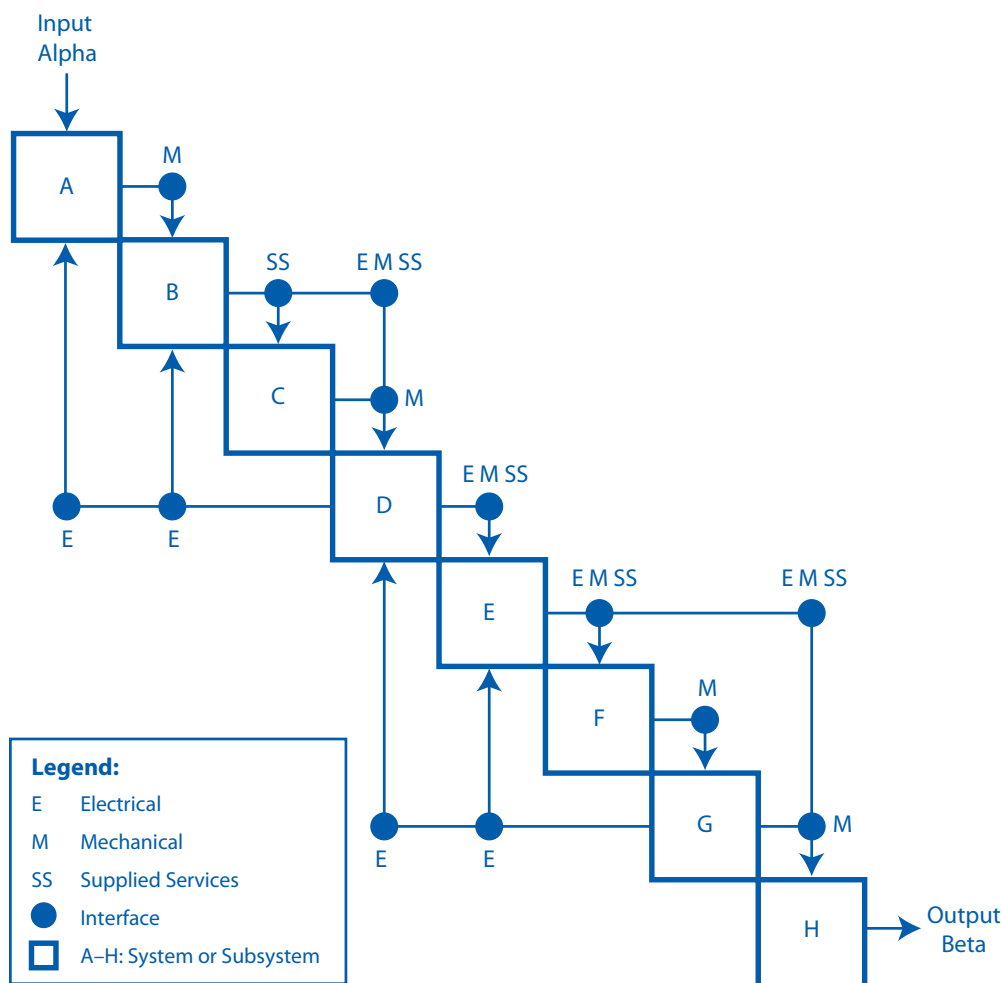 Input
Alpha
A
M
B
SS
E M SS
C
M
D
E M SS
E
E
E
E M SS
E M SS
F
M
G
M
E
E
H
Output
Beta
Legend:
E Electrical
M Mechanical
SS Supplied Services
Interface
A–H: System or Subsystem